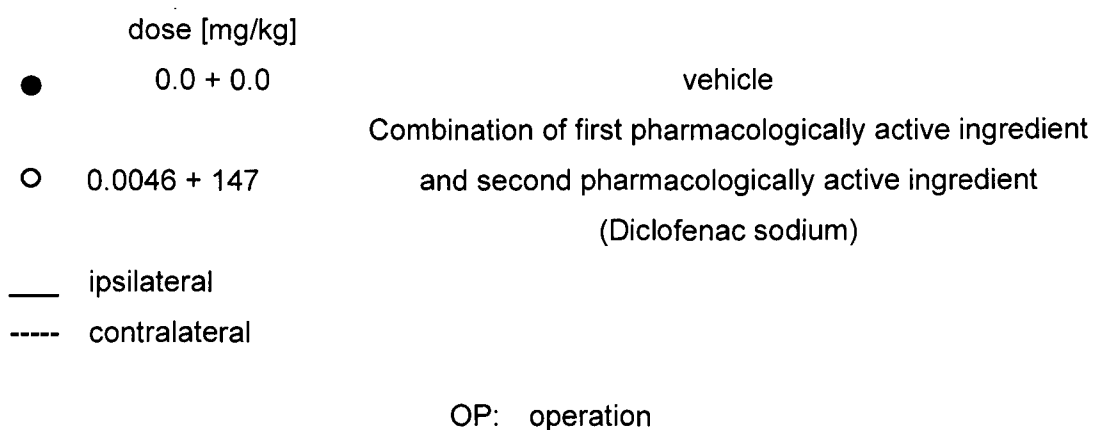 dose [mg/kg]
● 0.0 + 0.0 vehicle
Combination of first pharmacologically active ingredient
○ 0.0046 + 147 and second pharmacologically active ingredient
(Diclofenac sodium)
___ ipsilateral
----- contralateral
OP: operation